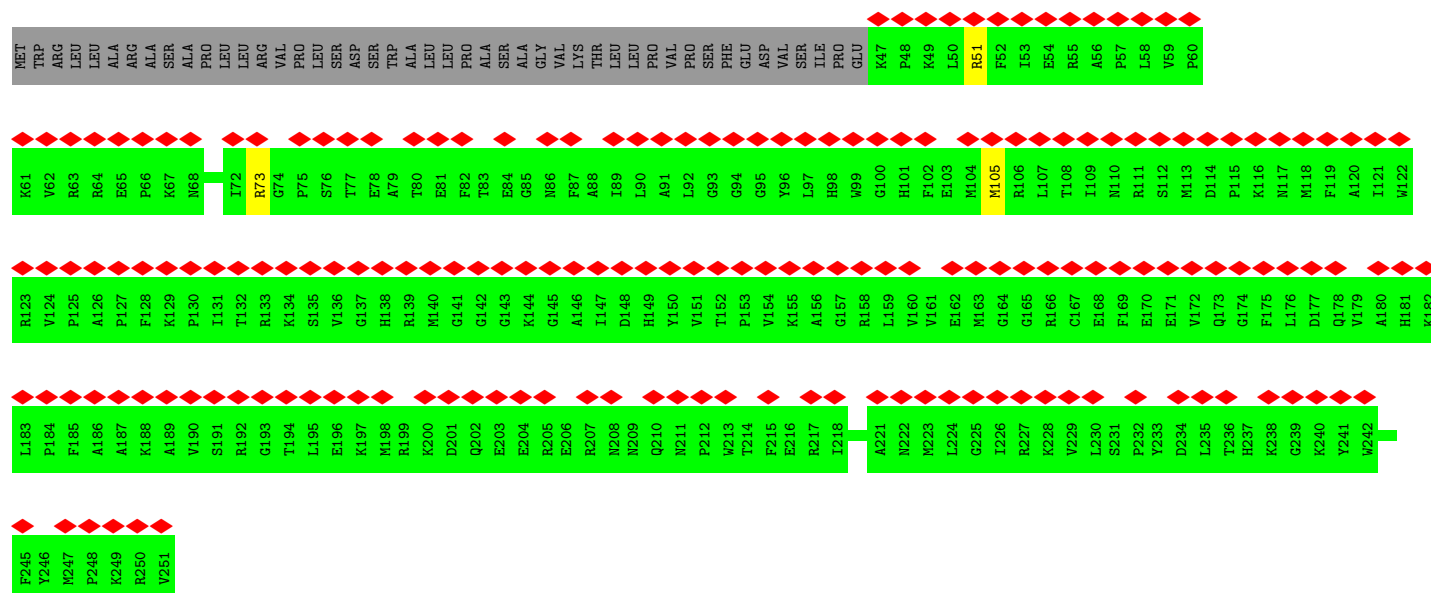 MET TRP ARG LEU LEU ALA ARG ALA SER ALA PRO LEU LEU ARG VAL PRO LEU SER ASP SER TRP ALA LEU LEU PRO ALA SER ALA GLY VAL LYS THR LEU LEU PRO VAL PRO SER PHE GLU ASP VAL SER ILE PRO GLU K47 P48 K49 L50 R51 F52 I53 E54 R55 A56 P57 L58 V59 P60
K61 V62 R63 R64 E65 P66 K67 N68 I72 R73 G74 P75 S76 T77 E78 A79 T80 E81 F82 T83 E84 G85 N86 F87 A88 I89 L90 A91 L92 G93 G94 G95 Y96 L97 H98 W99 G100 H101 F102 E103 M104 M105 R106 L107 T108 I109 N110 R111 S112 M113 D114 P115 K116 N117 M118 F119 A120 I121 W122
R123 V124 P125 A126 P127 F128 K129 P130 I131 T132 R133 K134 S135 V136 G137 H138 R139 M140 G141 G142 G143 K144 G145 A146 I147 D148 H149 Y150 V151 T152 P153 V154 K155 A156 G157 R158 L159 V160 V161 E162 M163 G164 G165 R166 C167 E168 F169 E170 E171 V172 Q173 G174 F175 L176 D177 Q178 V179 A180 H181 K182
L183 P184 F185 A186 A187 K188 A189 V190 S191 R192 G193 T194 L195 E196 K197 M198 R199 K200 D201 Q202 E203 E204 R205 E206 R207 N208 N209 Q210 N211 P212 W213 T214 F215 E216 R217 I218 A221 N222 M223 L224 G225 I226 R227 K228 V229 L230 S231 P232 Y233 D234 L235 T236 H237 K238 G239 K240 Y241 W242
F245 Y246 M247 P248 K249 R250 V251